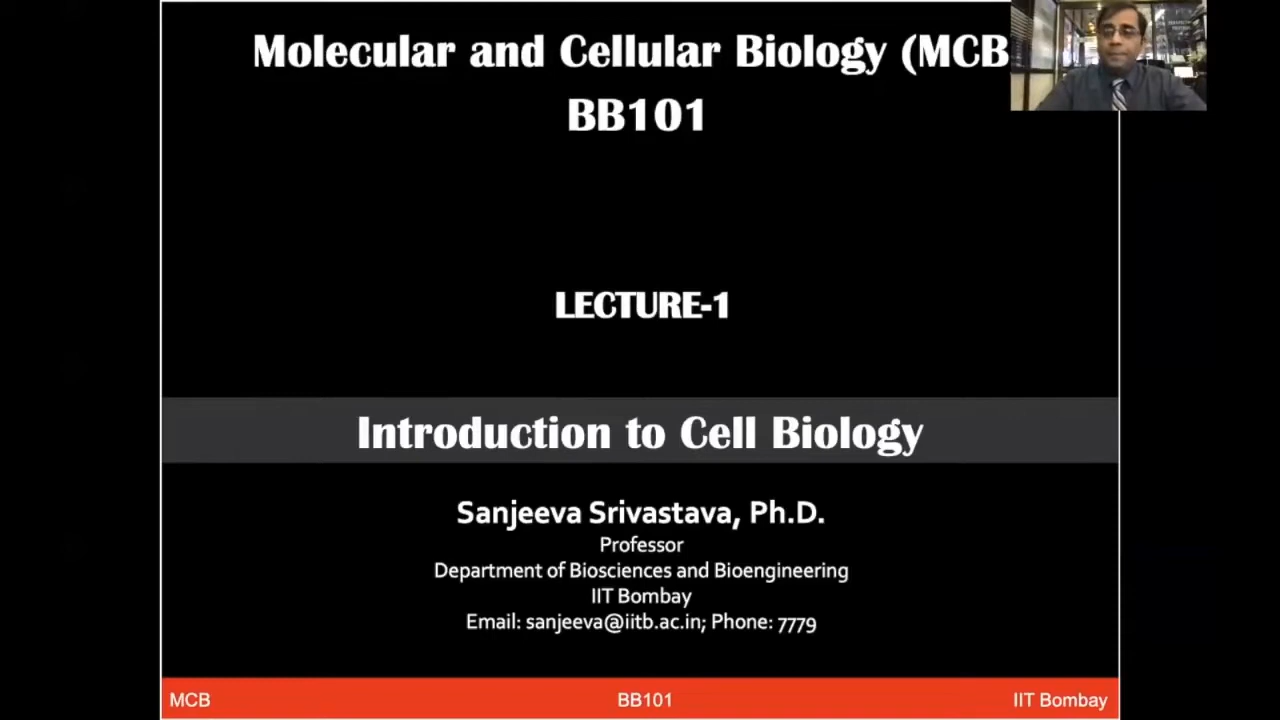 Molecular and Cellular Biology (MCB
BB101
LECTURE-1
Introduction to Cell Biology
Sanjeeva Srivastava, Ph.D.
Professor
Department of Biosciences and Bioengineering
IIT Bombay
Email: sanjeeva@iitb.ac.in; Phone: 7779
MCB BB101 IIT Bombay